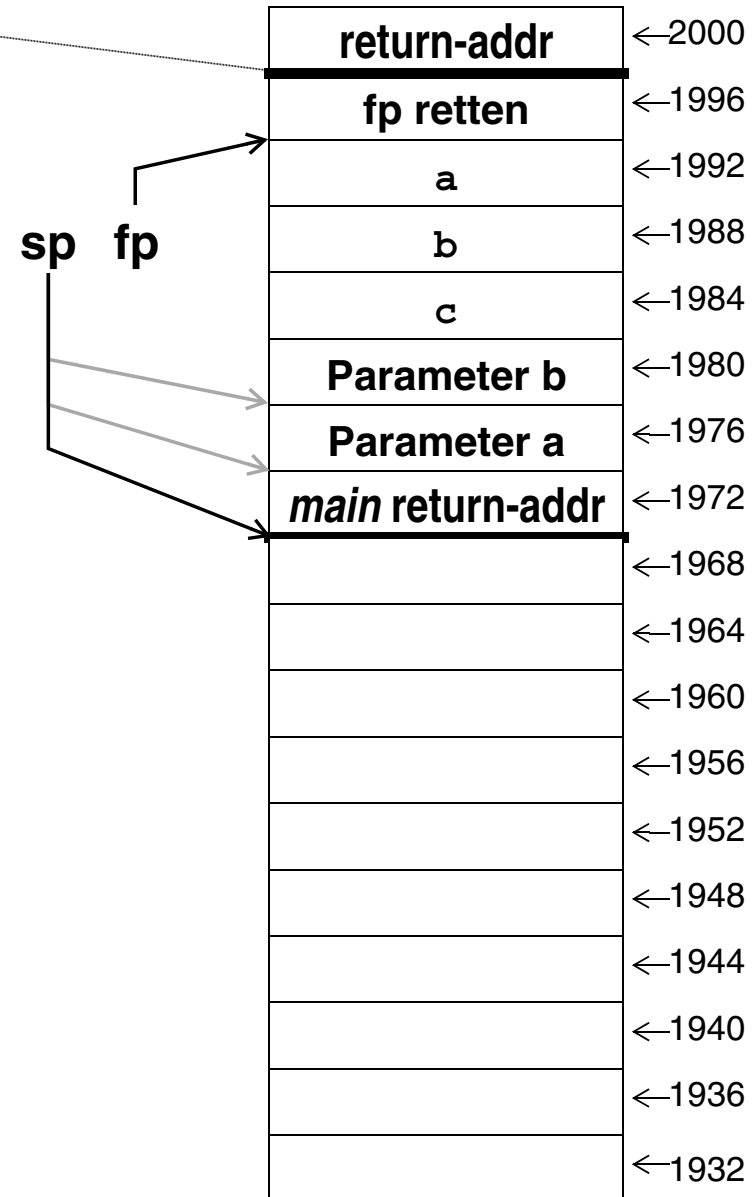 return-addr ←2000
fp retten ←1996
a ←1992
sp fp
b ←1988
c ←1984
Parameter b ←1980
Parameter a ←1976
main return-addr ←1972
←1968
←1964
←1960
←1956
←1952
←1948
←1944
←1940
←1936
←1932